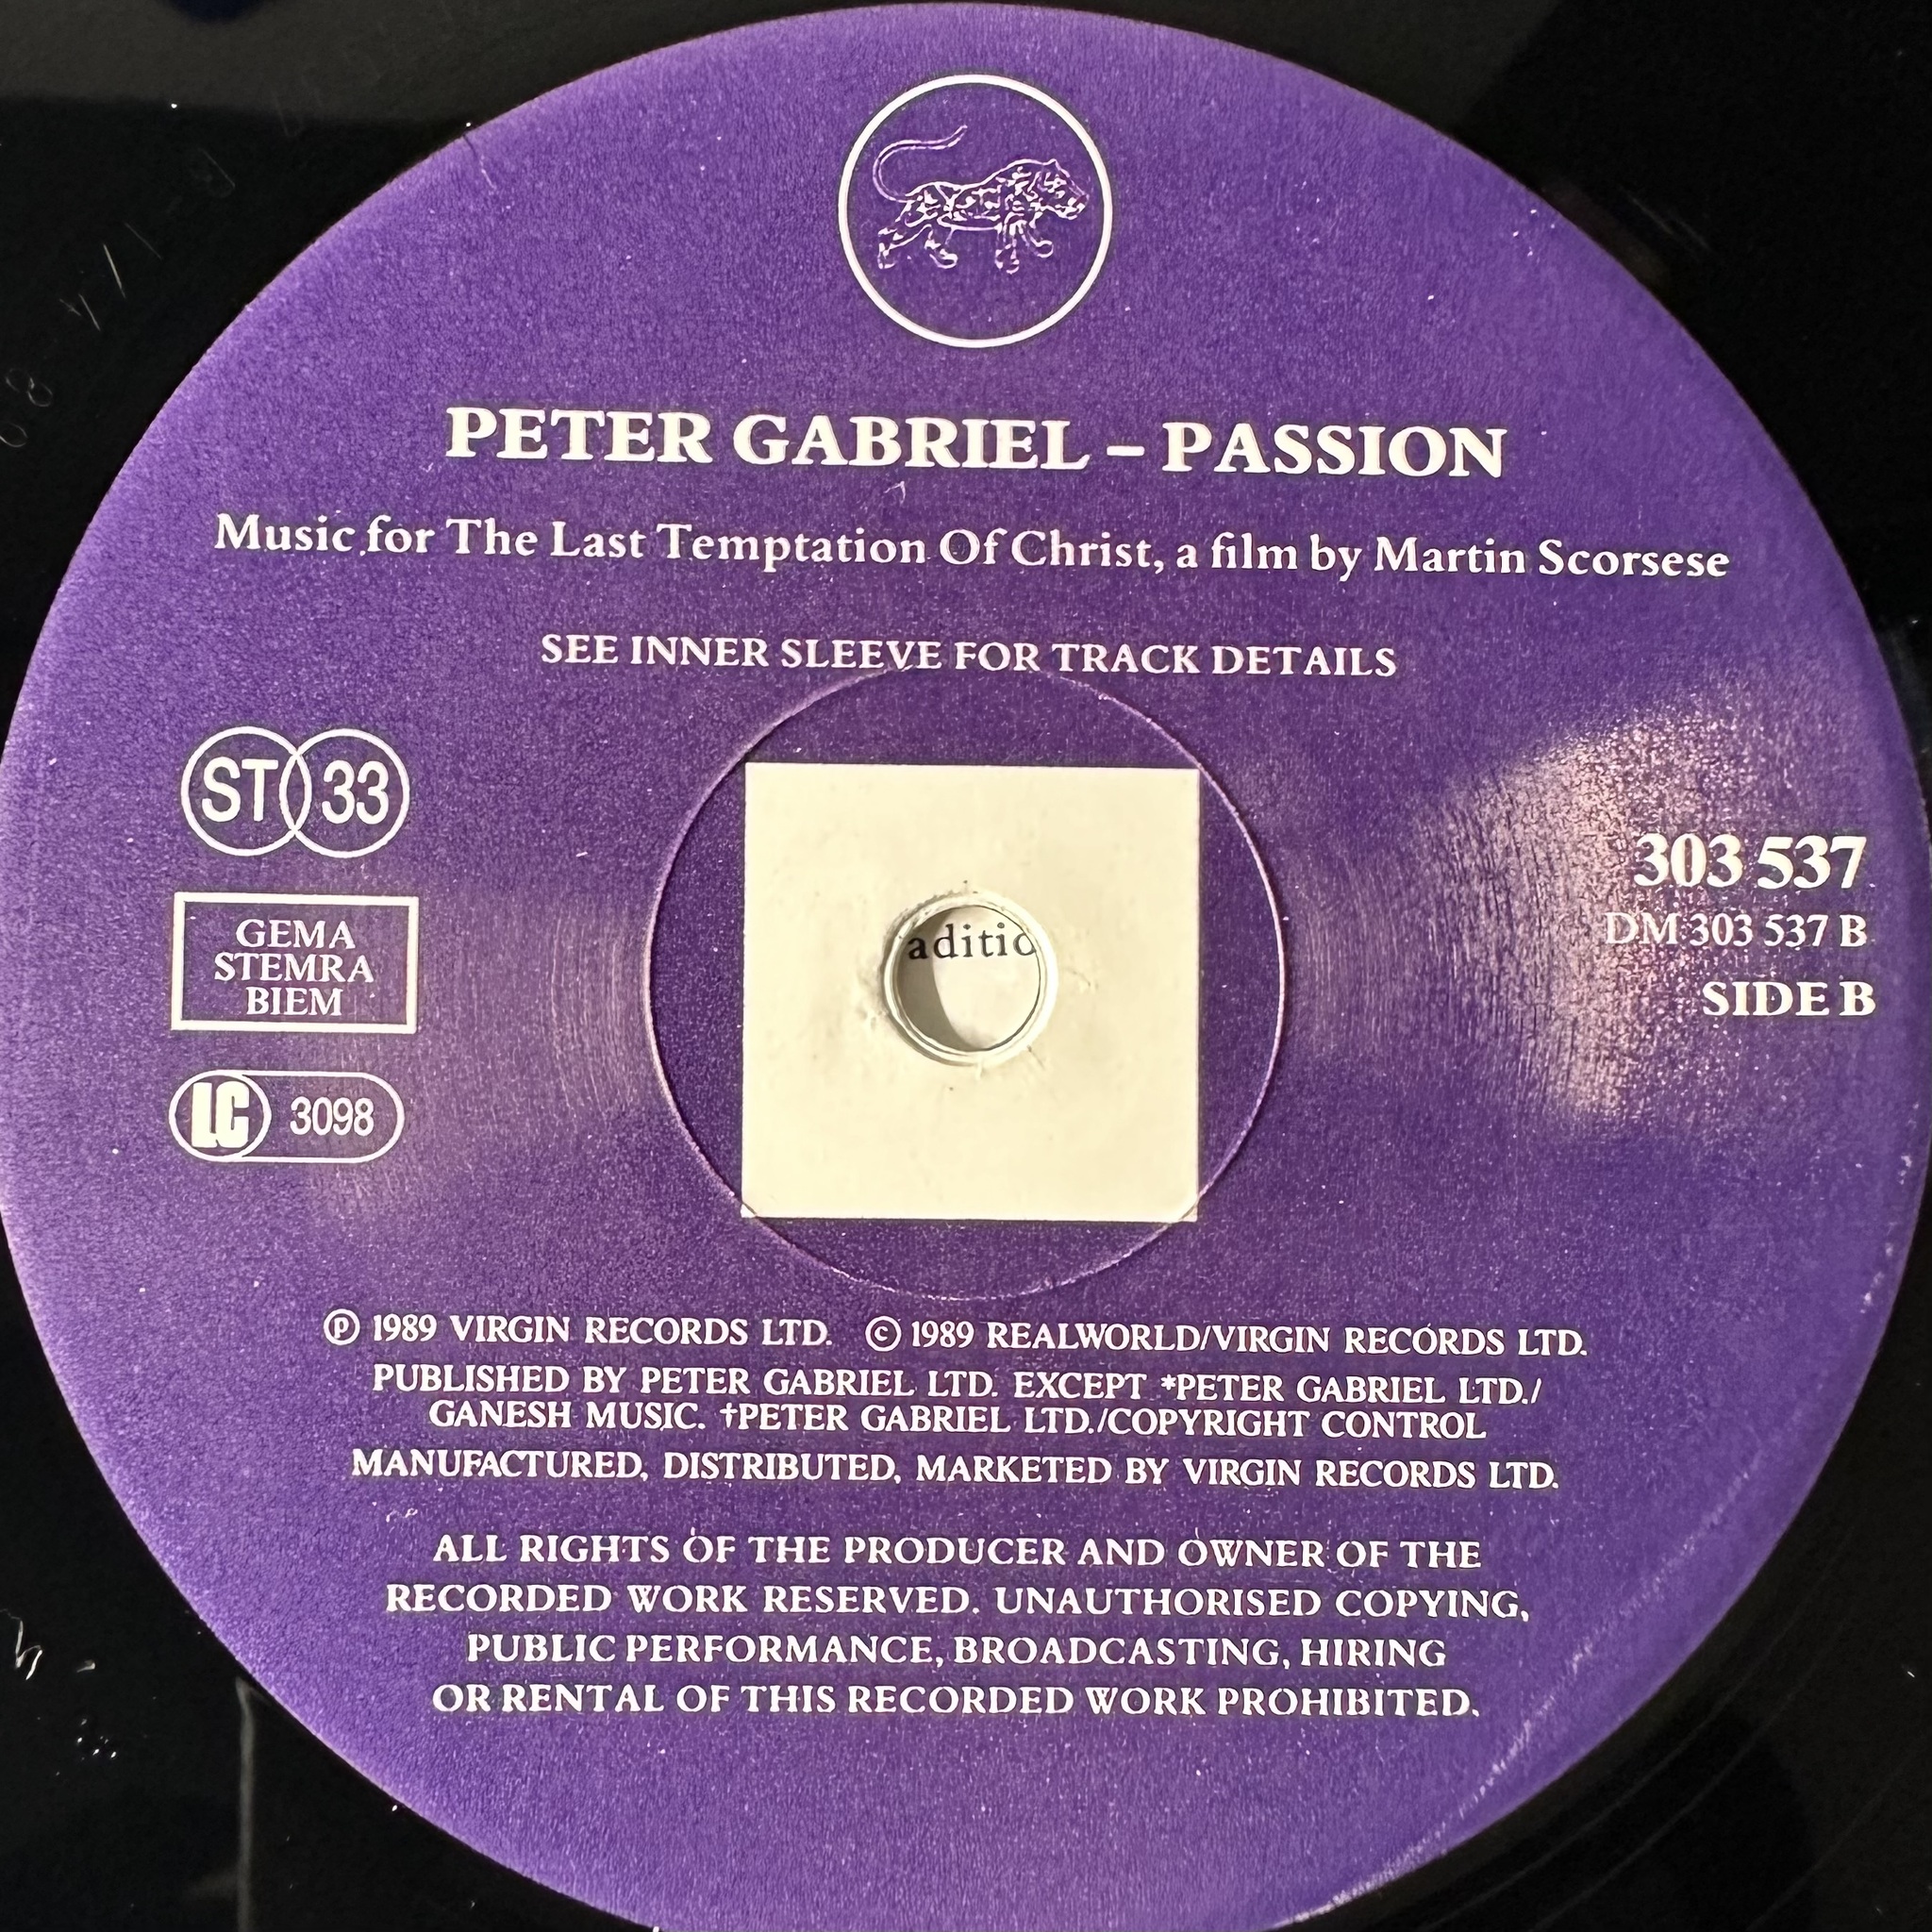 PETER GABRIEL – PASSION
Music for The Last Temptation Of Christ, a film by Martin Scorsese
SEE INNER SLEEVE FOR TRACK DETAILS
ST 33
GEMA
STEMRA
BIEM
LC 3098
aditio
303 537
DM 303 537 B
SIDE B
℗ 1989 VIRGIN RECORDS LTD. © 1989 REALWORLD/VIRGIN RECORDS LTD.
PUBLISHED BY PETER GABRIEL LTD. EXCEPT *PETER GABRIEL LTD./
GANESH MUSIC. †PETER GABRIEL LTD./COPYRIGHT CONTROL
MANUFACTURED, DISTRIBUTED, MARKETED BY VIRGIN RECORDS LTD.
ALL RIGHTS OF THE PRODUCER AND OWNER OF THE
RECORDED WORK RESERVED. UNAUTHORISED COPYING,
PUBLIC PERFORMANCE, BROADCASTING, HIRING
OR RENTAL OF THIS RECORDED WORK PROHIBITED.